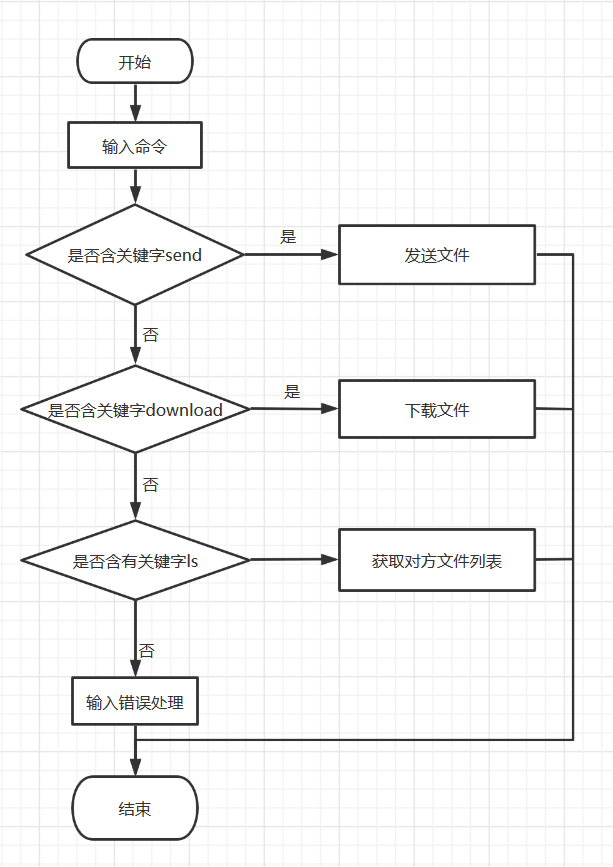 开始
输入命令
是否含关键字send
是
发送文件
否
是否含关键字download
是
下载文件
否
是否含有关键字ls
获取对方文件列表
否
输入错误处理
结束